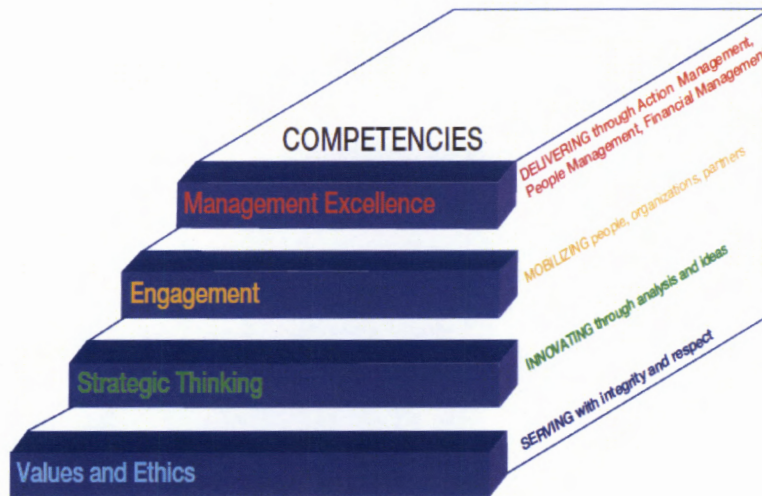 COMPETENCIES
DELIVERING through Action Management,
People Management, Financial Management
Management Excellence
MOBILIZING people, organizations, partners
Engagement
INNOVATING through analysis and ideas
Strategic Thinking
SERVING with integrity and respect
Values and Ethics